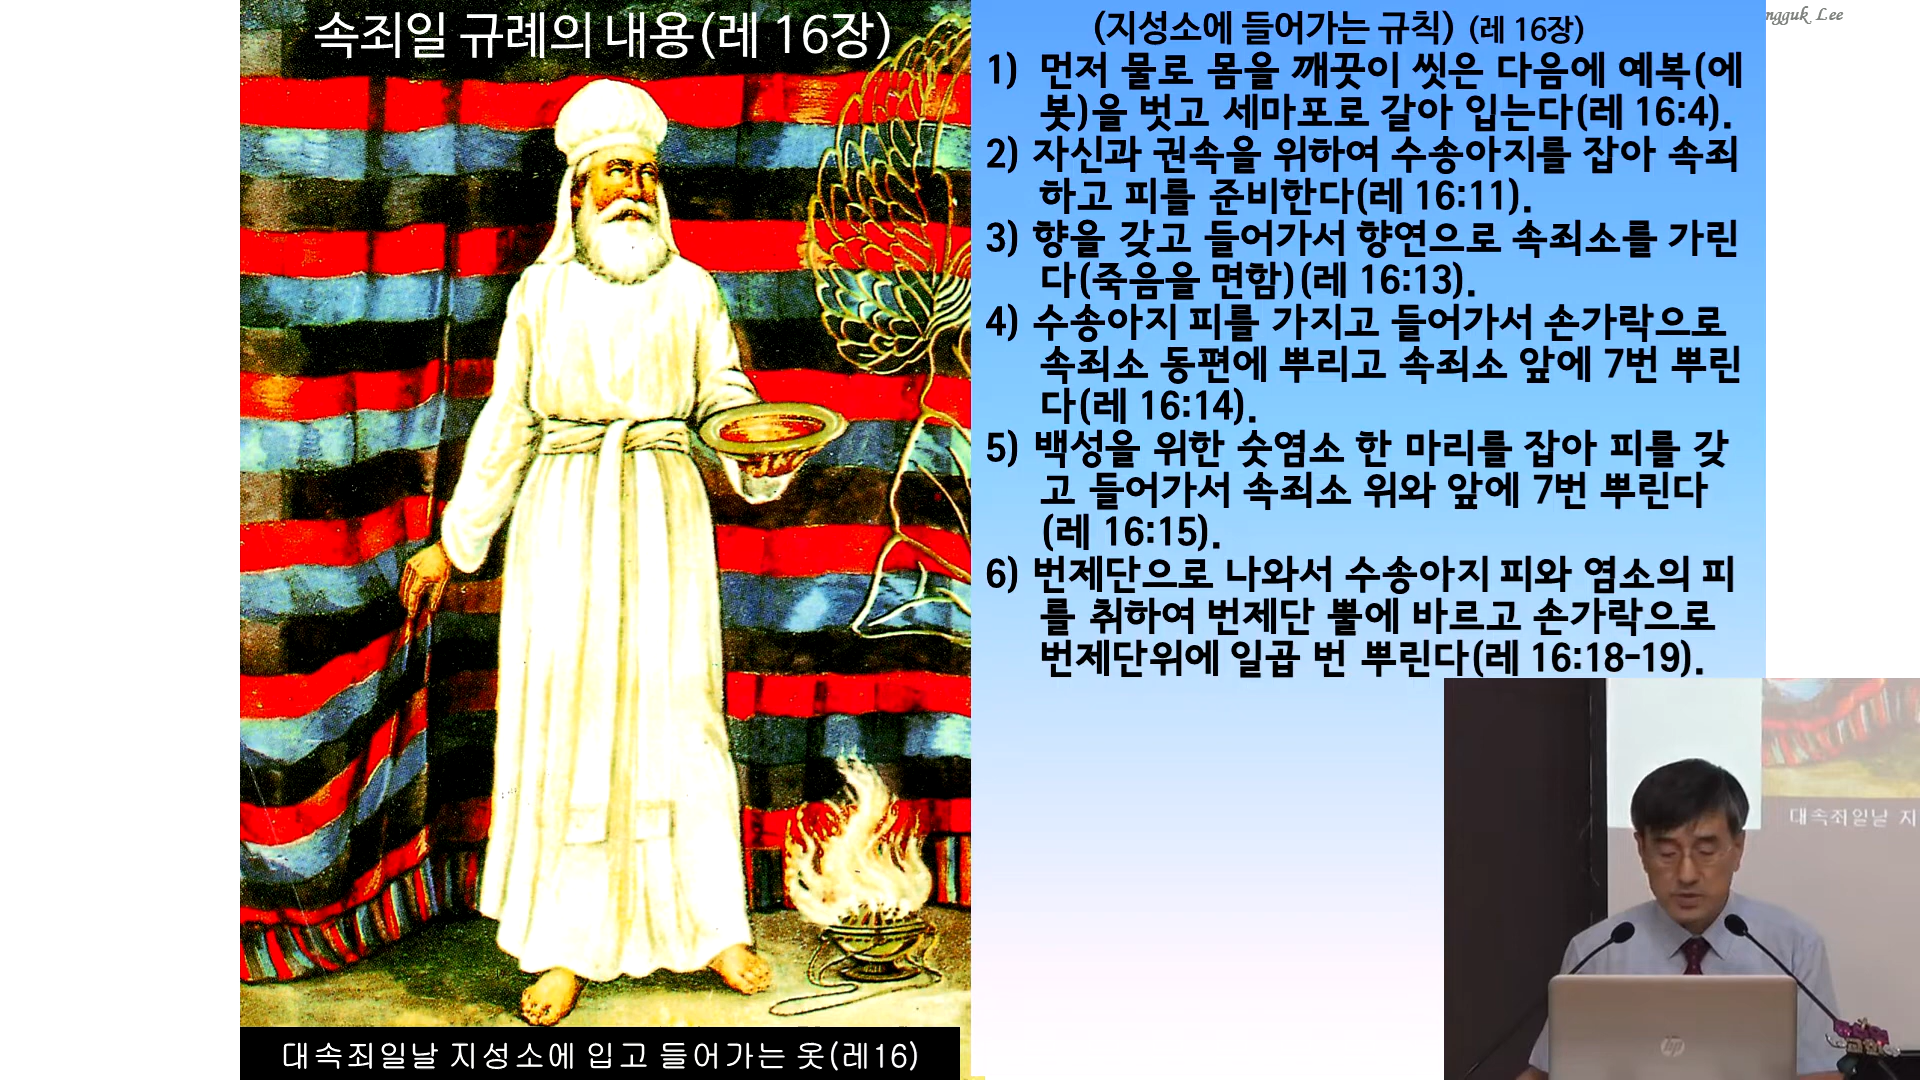 속죄일 규례의 내용(레 16장)
대속죄일날 지성소에 입고 들어가는 옷(레16)
(지성소에 들어가는 규칙) (레 16장)
1) 먼저 물로 몸을 깨끗이 씻은 다음에 예복(에
봇)을 벗고 세마포로 갈아 입는다(레 16:4).
2) 자신과 권속을 위하여 수송아지를 잡아 속죄
하고 피를 준비한다(레 16:11).
3) 향을 갖고 들어가서 향연으로 속죄소를 가린
다(죽음을 면함)(레 16:13).
4) 수송아지 피를 가지고 들어가서 손가락으로
속죄소 동편에 뿌리고 속죄소 앞에 7번 뿌린
다(레 16:14).
5) 백성을 위한 숫염소 한 마리를 잡아 피를 갖
고 들어가서 속죄소 위와 앞에 7번 뿌린다
(레 16:15).
6) 번제단으로 나와서 수송아지 피와 염소의 피
를 취하여 번제단 뿔에 바르고 손가락으로
번제단위에 일곱 번 뿌린다(레 16:18-19).
Lee
대속죄일날 지
hp